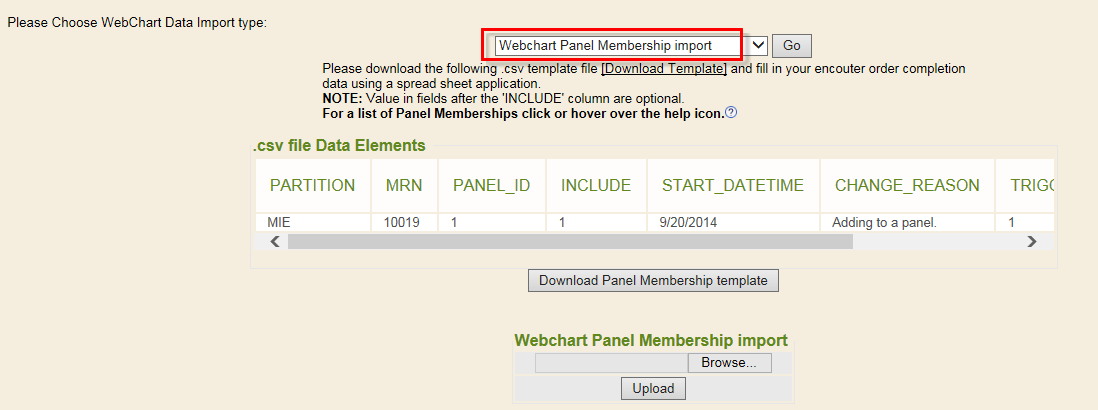 Please Choose WebChart Data Import type:
Webchart Panel Membership import Go
Please download the following .csv template file [Download Template] and fill in your encouter order completion
data using a spread sheet application.
NOTE: Value in fields after the 'INCLUDE' column are optional.
For a list of Panel Memberships click or hover over the help icon.
.csv file Data Elements
PARTITION MRN PANEL_ID INCLUDE START_DATETIME CHANGE_REASON TRIGG
MIE 10019 1 1 9/20/2014 Adding to a panel. 1
Download Panel Membership template
Webchart Panel Membership import
Browse...
Upload